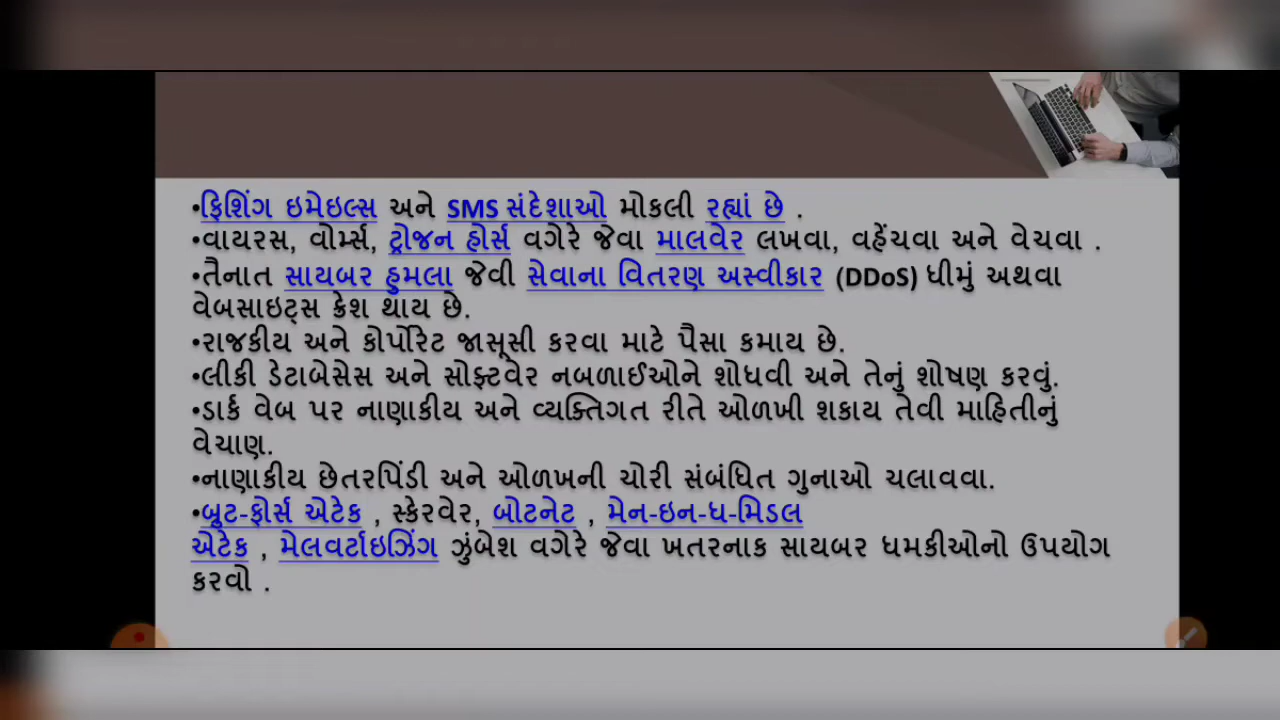 •ફિશિંગ ઇમેઇલ્સ અને SMS સંદેશાઓ મોકલી રહ્યાં છે .
•વાયરસ, વોર્મ્સ, ટ્રોજન હોર્સ વગેરે જેવા માલવેર લખવા, વહેંચવા અને વેચવા .
•તૈનાત સાયબર હુમલા જેવી સેવાના વિતરણ અસ્વીકાર (DDoS) ધીમું અથવા
વેબસાઇટ્સ ક્રેશ થાય છે.
•રાજકીય અને કોર્પોરેટ જાસૂસી કરવા માટે પૈસા કમાય છે.
•લીકી ડેટાબેસેસ અને સોફ્ટવેર નબળાઈઓને શોધવી અને તેનું શોષણ કરવું.
•ડાર્ક વેબ પર નાણાકીય અને વ્યક્તિગત રીતે ઓળખી શકાય તેવી માહિતીનું
વેચાણ.
•નાણાકીય છેતરપિંડી અને ઓળખની ચોરી સંબંધિત ગુનાઓ ચલાવવા.
•બ્રુટ-ફોર્સ એટેક , સ્કેરવેર, બોટનેટ , મેન-ઇન-ધ-મિડલ
એટેક , મેલવર્ટાઇઝિંગ ઝુંબેશ વગેરે જેવા ખતરનાક સાયબર ધમકીઓનો ઉપયોગ
કરવો .